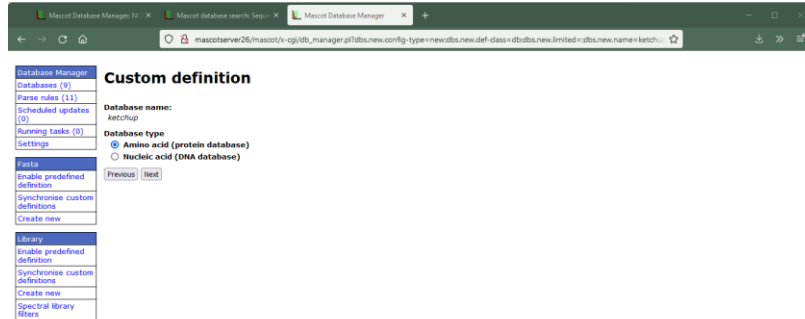 Mascot Database Manager: NC
Mascot database search: Sequ
Mascot Database Manager
mascotserver26/mascot/x-cgi/db_manager.pl?dbs.new.config-type=new;dbs.new.def-class=db;dbs.new.limited=;dbs.new.name=ketchu
Database Manager
Databases (9)
Parse rules (11)
Scheduled updates
(0)
Running tasks (0)
Settings
Fasta
Enable predefined
definition
Synchronise custom
definitions
Create new
Library
Enable predefined
definition
Synchronise custom
definitions
Create new
Spectral library
filters
Custom definition
Database name:
ketchup
Database type
Amino acid (protein database)
Nucleic acid (DNA database)
Previous Next